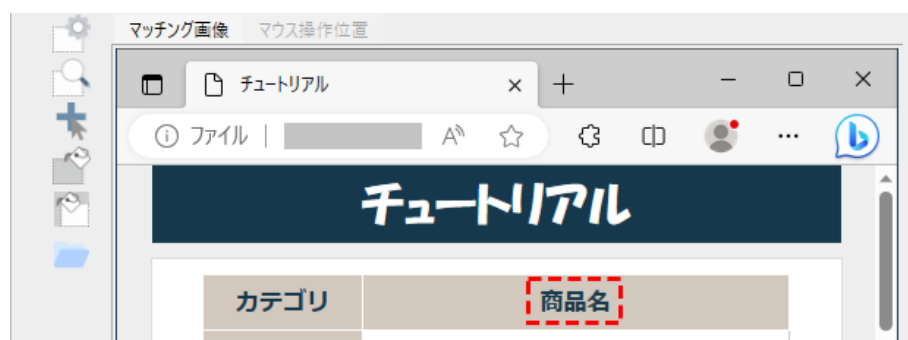 マッチング画像 マウス操作位置
チュートリアル
ファイル
チュートリアル
カテゴリ 商品名